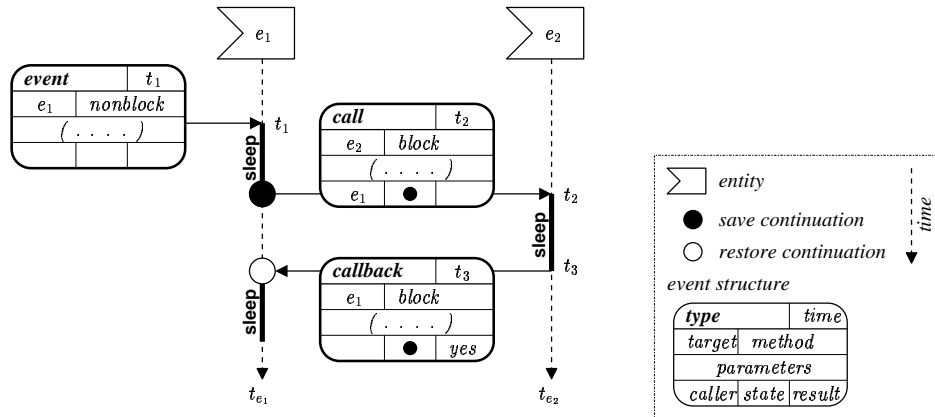 e1
e2
event t1
e1 nonblock
( . . . . )
t1
sleep
call t2
e2 block
( . . . . )
e1
t2
sleep
t3
callback t3
e1 block
( . . . . )
yes
sleep
te1
te2
entity
save continuation
restore continuation
time
event structure
type time
target method
parameters
caller state result